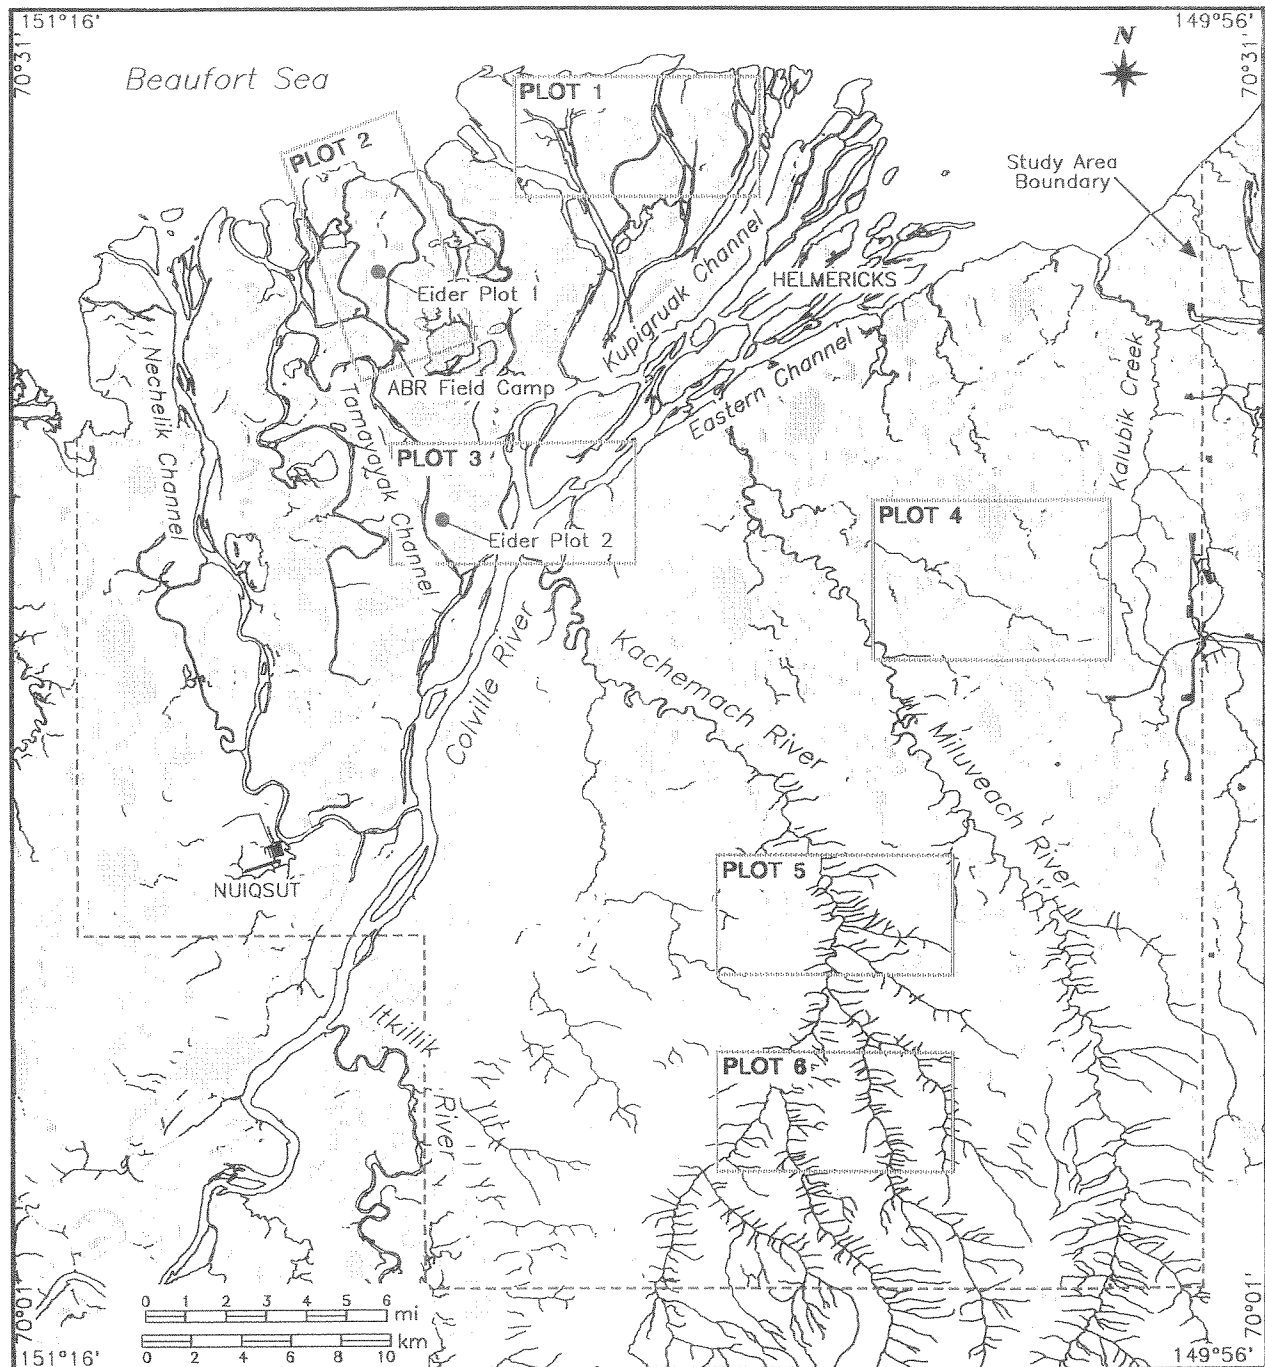 151°16'
149°56'
70°31'
70°31'
N
Beaufort Sea
PLOT 1
PLOT 2
Study Area
Boundary
Eider Plot 1
Kupigruak Channel
HELMERICKS
Nechelik Channel
ABR Field Camp
Eastern Channel
Kalubik Creek
Tamayayak Channel
PLOT 3
PLOT 4
Eider Plot 2
Colville River
Kachemach River
Miluveach River
NUIQSUT
PLOT 5
Itkillik River
PLOT 6
0 1 2 3 4 5 6 mi
km
0 2 4 6 8 10
70°01'
70°01'
151°16'
149°56'